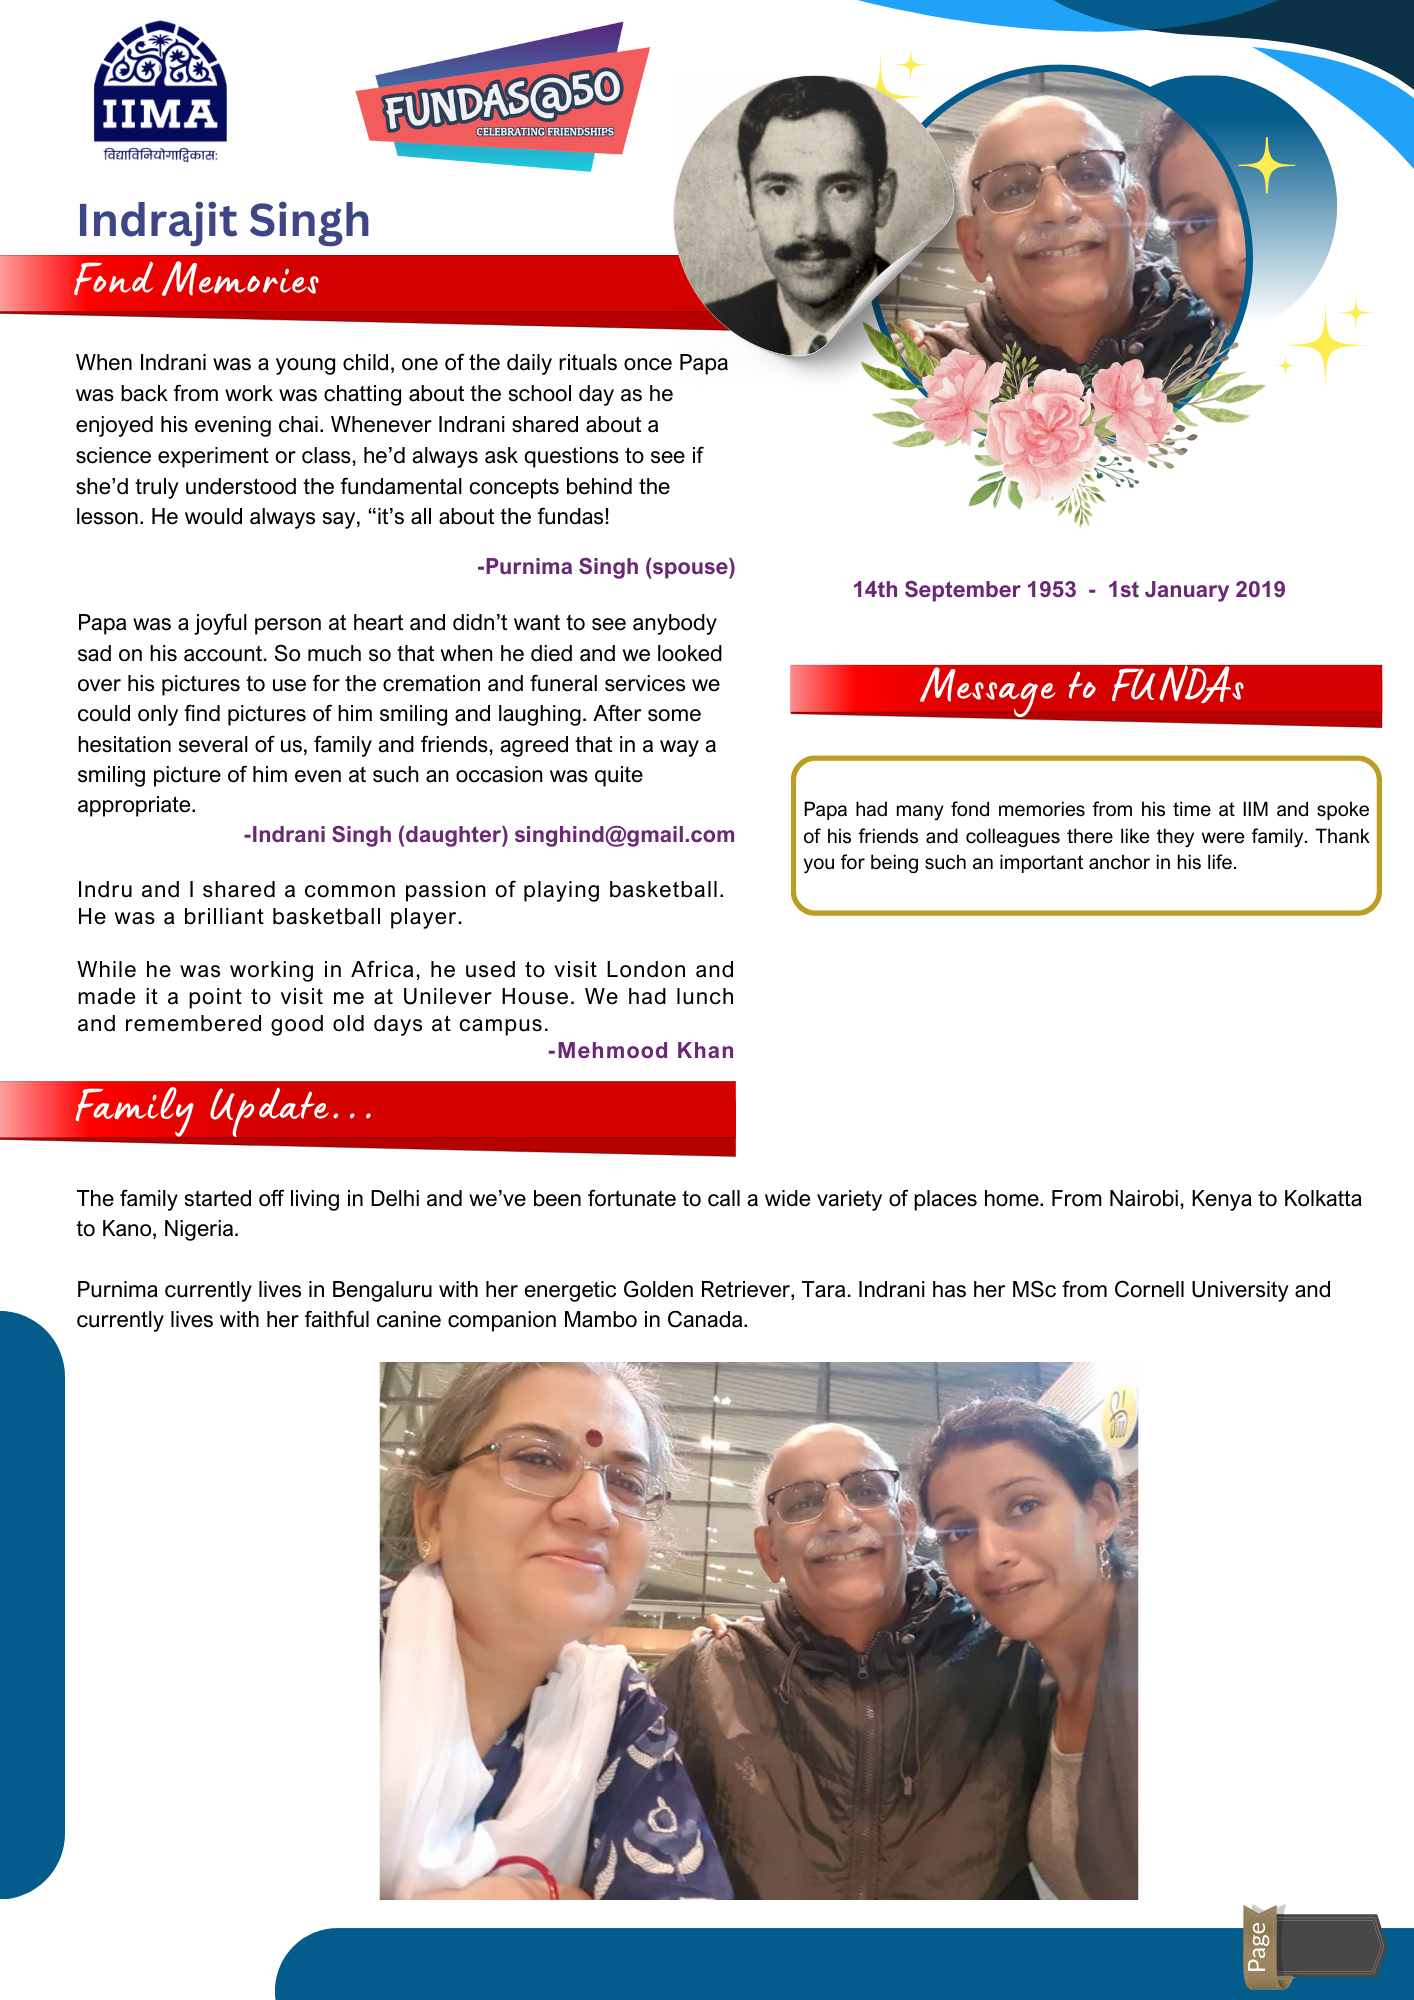 IIMA
विद्याविनियोगाद्विकास:
FUNDAS@50
CELEBRATING FRIENDSHIPS
Indrajit Singh
Fond Memories
When Indrani was a young child, one of the daily rituals once Papa
was back from work was chatting about the school day as he
enjoyed his evening chai. Whenever Indrani shared about a
science experiment or class, he’d always ask questions to see if
she’d truly understood the fundamental concepts behind the
lesson. He would always say, “it’s all about the fundas!
-Purnima Singh (spouse)
Papa was a joyful person at heart and didn’t want to see anybody
sad on his account. So much so that when he died and we looked
over his pictures to use for the cremation and funeral services we
could only find pictures of him smiling and laughing. After some
hesitation several of us, family and friends, agreed that in a way a
smiling picture of him even at such an occasion was quite
appropriate.
-Indrani Singh (daughter) singhind@gmail.com
Indru and I shared a common passion of playing basketball.
He was a brilliant basketball player.
While he was working in Africa, he used to visit London and
made it a point to visit me at Unilever House. We had lunch
and remembered good old days at campus.
-Mehmood Khan
14th September 1953 - 1st January 2019
Message to FUNDAs
Papa had many fond memories from his time at IIM and spoke
of his friends and colleagues there like they were family. Thank
you for being such an important anchor in his life.
Family Update...
The family started off living in Delhi and we’ve been fortunate to call a wide variety of places home. From Nairobi, Kenya to Kolkatta
to Kano, Nigeria.
Purnima currently lives in Bengaluru with her energetic Golden Retriever, Tara. Indrani has her MSc from Cornell University and
currently lives with her faithful canine companion Mambo in Canada.
Page